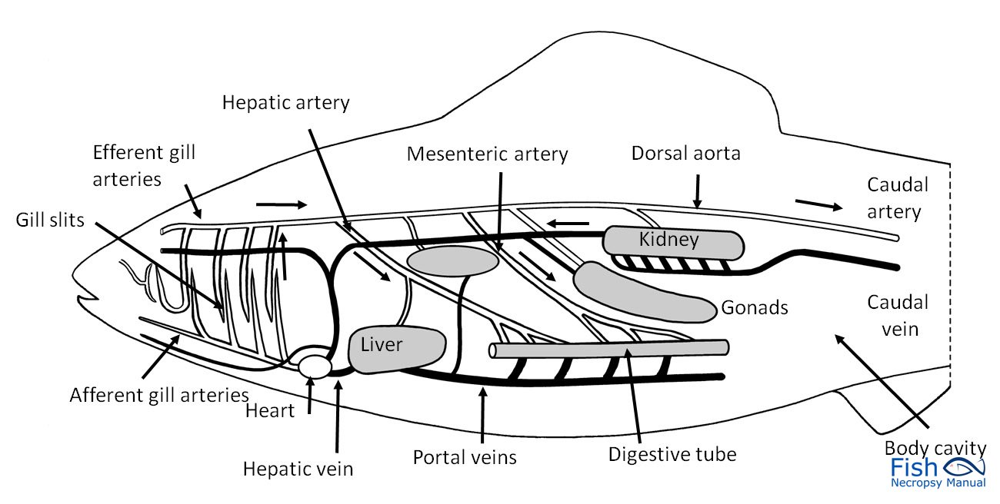 Hepatic artery
Efferent gill
arteries
Mesenteric artery
Dorsal aorta
Caudal
artery
Gill slits
Kidney
Gonads
Caudal
vein
Liver
Afferent gill arteries
Heart
Hepatic vein
Portal veins
Digestive tube
Body cavity
Fish
Necropsy Manual